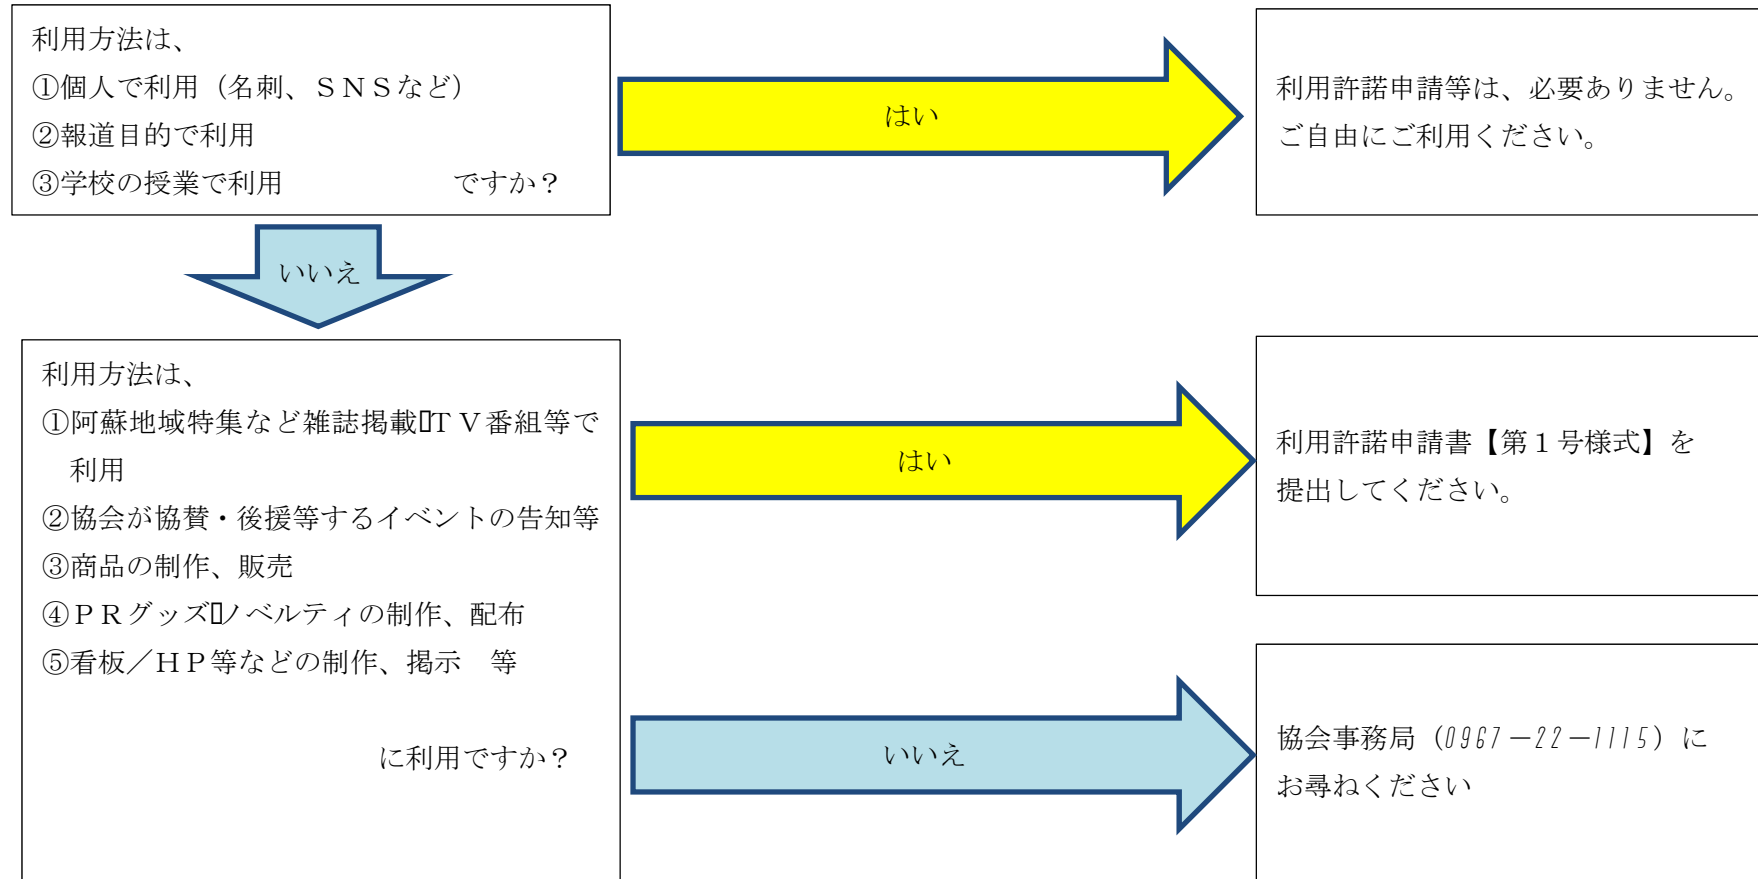 利用方法は、
①個人で利用（名刺、ＳＮＳなど）
②報道目的で利用
③学校の授業で利用　　　　　　ですか？
はい
利用許諾申請等は、必要ありません。
ご自由にご利用ください。
いいえ
利用方法は、
①阿蘇地域特集など雑誌掲載　ＴＶ番組等で
利用
②協会が協賛・後援等するイベントの告知等
③商品の制作、販売
④ＰＲグッズ　ノベルティの制作、配布
⑤看板／ＨＰ等などの制作、掲示　等
に利用ですか？
はい
利用許諾申請書【第１号様式】を
提出してください。
いいえ
協会事務局（0967－22－1115）に
お尋ねください